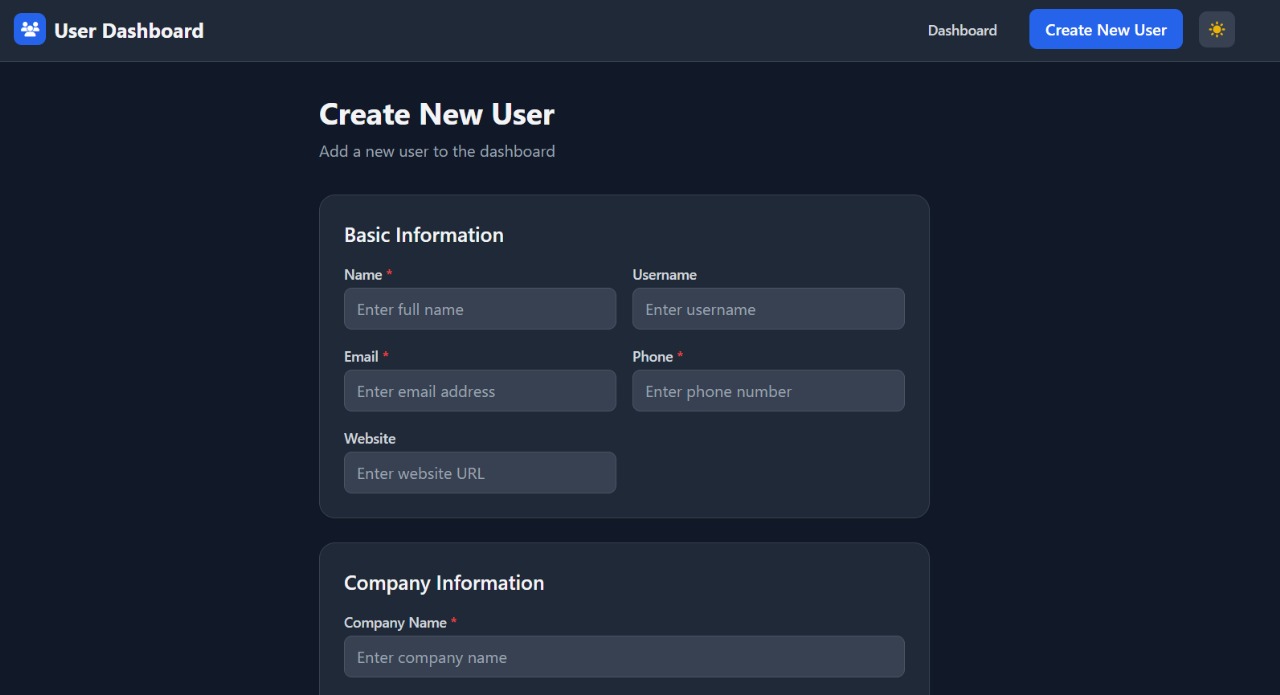 User Dashboard
Dashboard
Create New User
Create New User
Add a new user to the dashboard
Basic Information
Name *
Username
Enter full name
Enter username
Email *
Phone *
Enter email address
Enter phone number
Website
Enter website URL
Company Information
Company Name *
Enter company name